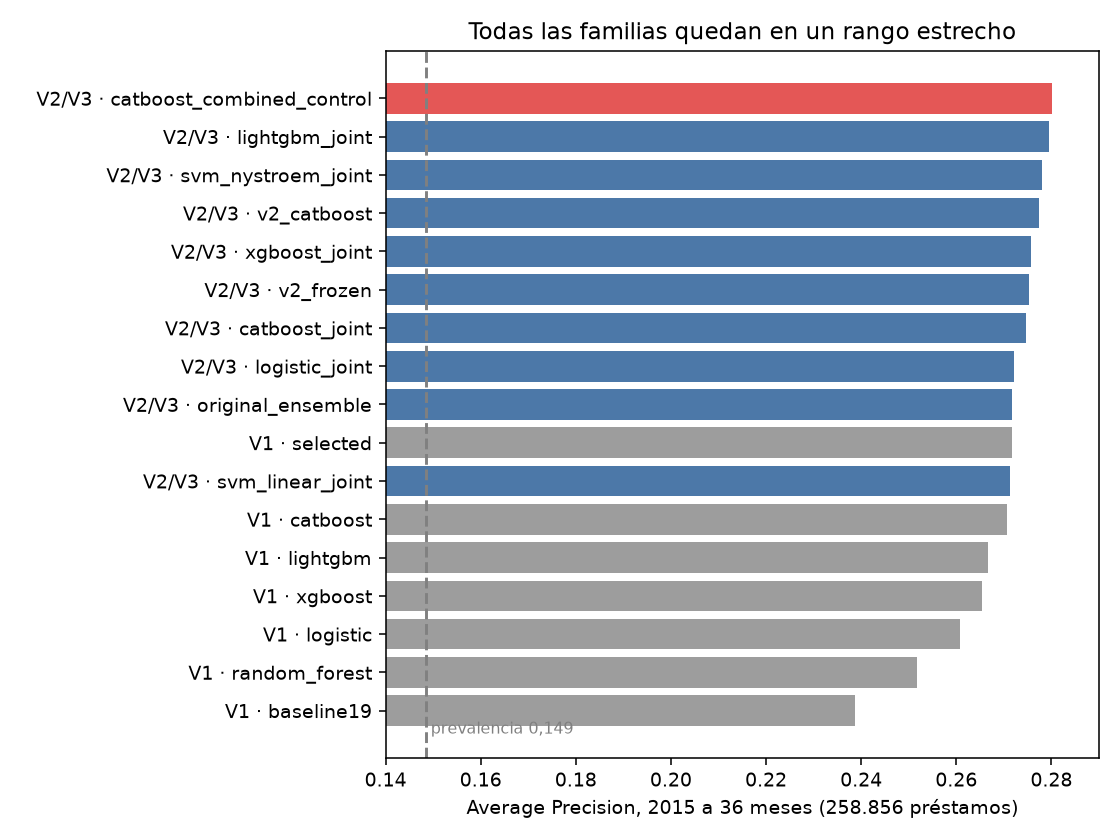 Todas las familias quedan en un rango estrecho
V2/V3 · catboost_combined_control
V2/V3 · lightgbm_joint
V2/V3 · svm_nystroem_joint
V2/V3 · v2_catboost
V2/V3 · xgboost_joint
V2/V3 · v2_frozen
V2/V3 · catboost_joint
V2/V3 · logistic_joint
V2/V3 · original_ensemble
V1 · selected
V2/V3 · svm_linear_joint
V1 · catboost
V1 · lightgbm
V1 · xgboost
V1 · logistic
V1 · random_forest
V1 · baseline19
prevalencia 0,149
0.14 0.16 0.18 0.20 0.22 0.24 0.26 0.28
Average Precision, 2015 a 36 meses (258.856 préstamos)